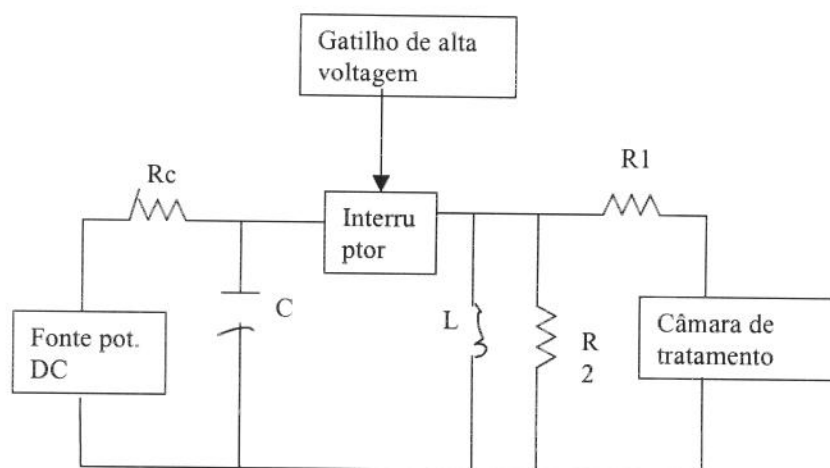 Gatilho de alta
voltagem
Rc
R1
Interru
ptor
C
L
R
2
Fonte pot.
DC
Câmara de
tratamento